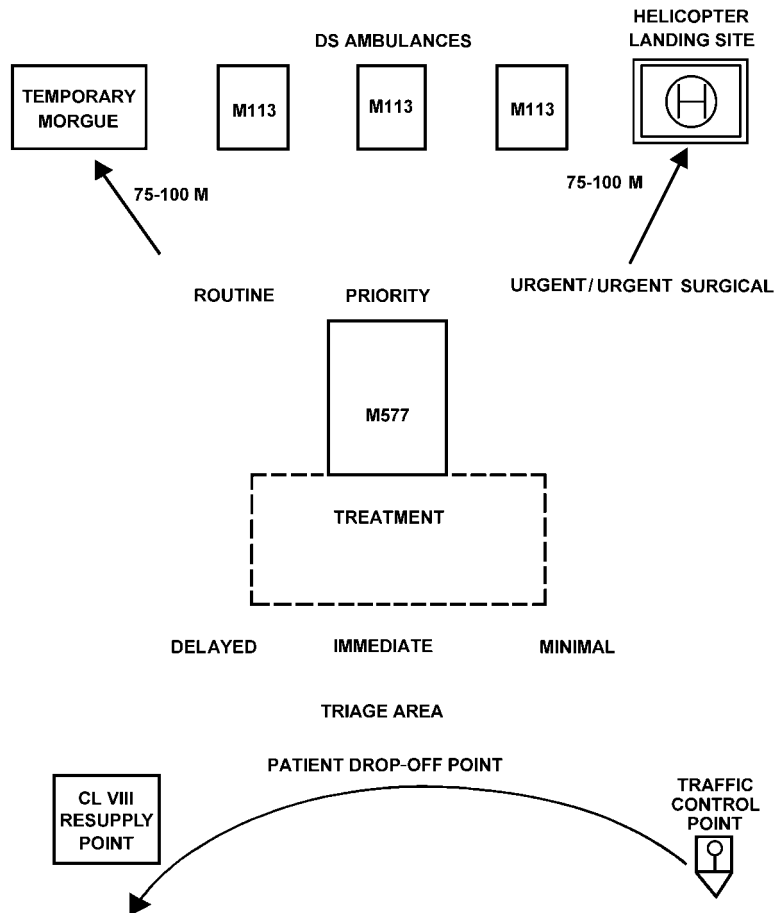 HELICOPTER
LANDING SITE
DS AMBULANCES
TEMPORARY
MORGUE
M113
M113
M113
H
75-100 M
75-100 M
ROUTINE
PRIORITY
URGENT/URGENT SURGICAL
M577
TREATMENT
DELAYED
IMMEDIATE
MINIMAL
TRIAGE AREA
PATIENT DROP-OFF POINT
CL VIII
RESUPPLY
POINT
TRAFFIC
CONTROL
POINT